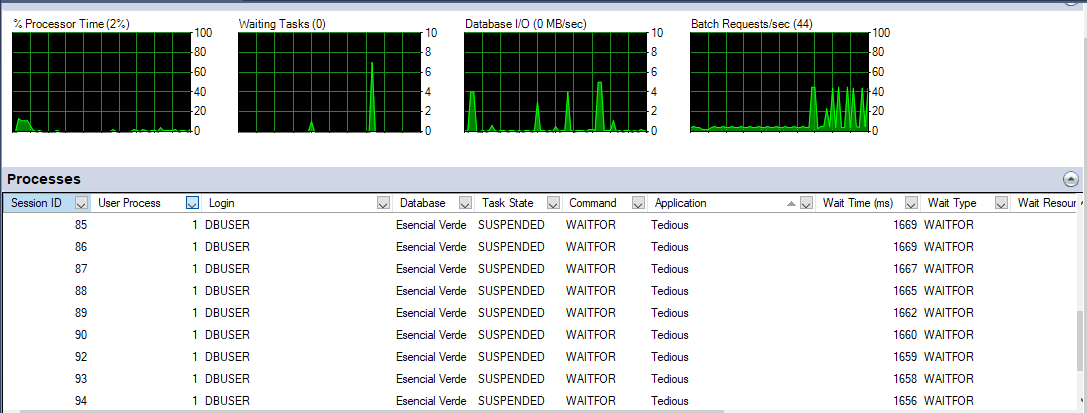 % Processor Time (2%) Waiting Tasks (0) Database I/O (0 MB/sec) Batch Requests/sec (44)
100 10 10 100
80 8 8 80
60 6 6 60
40 4 4 40
20 2 2 20
0 0 0 0
Processes
Session ID User Process Login Database Task State Command Application Wait Time (ms) Wait Type Wait Resour
85 1 DBUSER Esencial Verde SUSPENDED WAITFOR Tedious 1669 WAITFOR
86 1 DBUSER Esencial Verde SUSPENDED WAITFOR Tedious 1669 WAITFOR
87 1 DBUSER Esencial Verde SUSPENDED WAITFOR Tedious 1667 WAITFOR
88 1 DBUSER Esencial Verde SUSPENDED WAITFOR Tedious 1665 WAITFOR
89 1 DBUSER Esencial Verde SUSPENDED WAITFOR Tedious 1662 WAITFOR
90 1 DBUSER Esencial Verde SUSPENDED WAITFOR Tedious 1660 WAITFOR
92 1 DBUSER Esencial Verde SUSPENDED WAITFOR Tedious 1659 WAITFOR
93 1 DBUSER Esencial Verde SUSPENDED WAITFOR Tedious 1658 WAITFOR
94 1 DBUSER Esencial Verde SUSPENDED WAITFOR Tedious 1656 WAITFOR